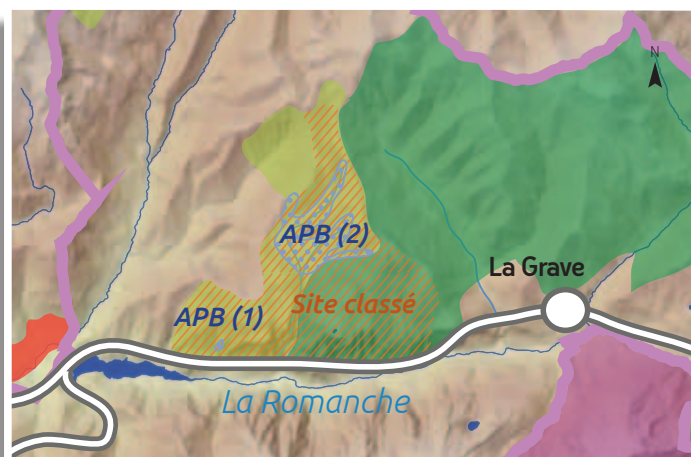 N
APB (2)
La Grave
Site classé
APB (1)
La Romanche